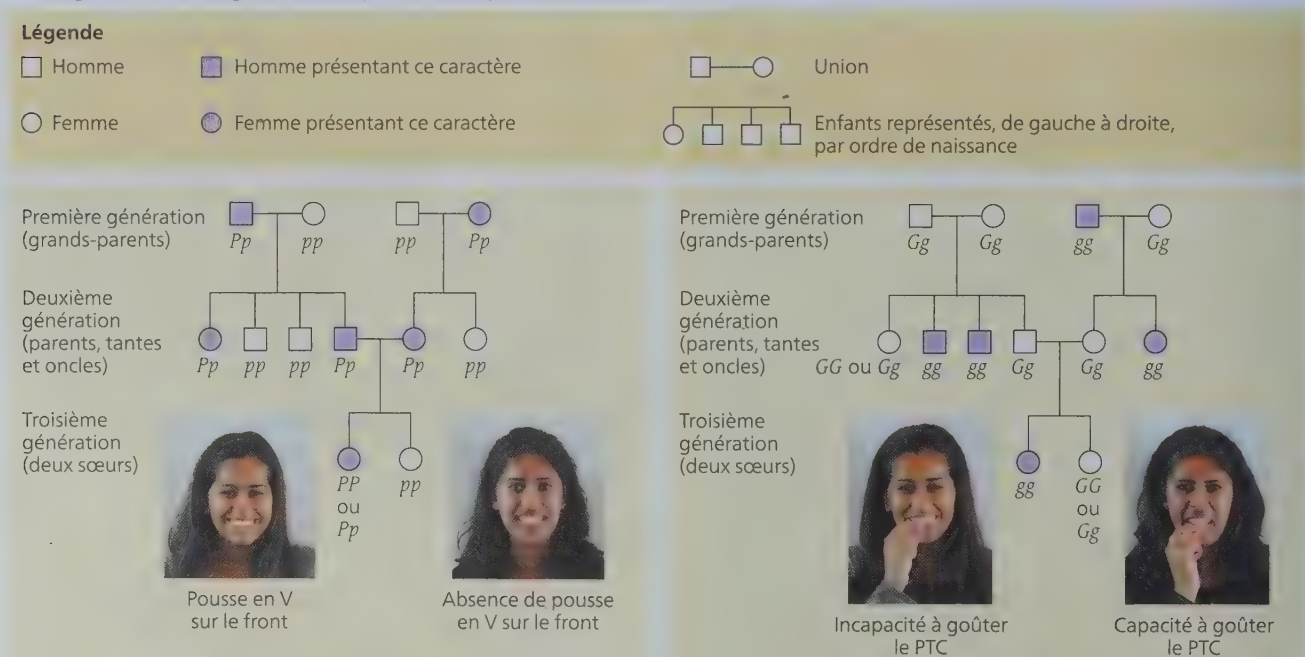 Légende
Homme
Homme présentant ce caractère
Union
Femme
Femme présentant ce caractère
Enfants représentés, de gauche à droite,
par ordre de naissance
Première génération
(grands-parents)
Pp
pp
pp
Pp
Deuxième
génération
(parents, tantes
et oncles)
Pp
pp
pp
Pp
Pp
pp
Troisième
génération
(deux sœurs)
PP
ou
Pp
pp
Pousse en V
sur le front
Absence de pousse
en V sur le front
Première génération
(grands-parents)
Gg
Gg
gg
Gg
Deuxième
génération
(parents, tantes
et oncles)
GG ou Gg
gg
gg
Gg
Gg
gg
Troisième
génération
(deux sœurs)
gg
GG
ou
Gg
Incapacité à goûter
le PTC
Capacité à goûter
le PTC